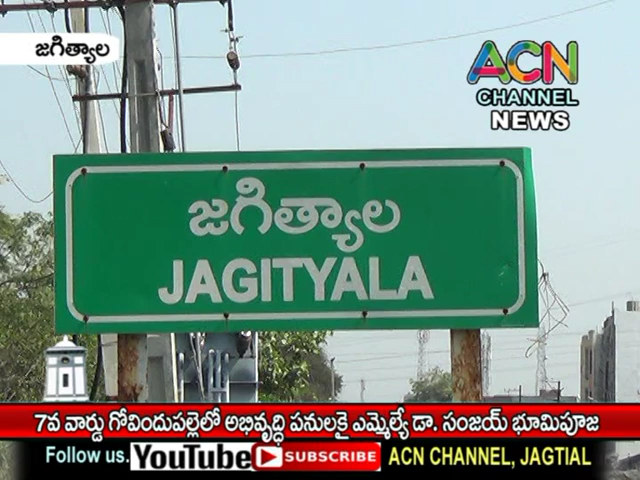 జగిత్యాల
ACN
CHANNEL
NEWS
జగిత్యాల
JAGITYALA
7వ వార్డు గోవిందుపల్లెలో అభివృద్ధి పనులకై ఎమ్మెల్యే డా. సంజయ్ భూమిపూజ
Follow us. YouTube SUBSCRIBE ACN CHANNEL, JAGTIAL